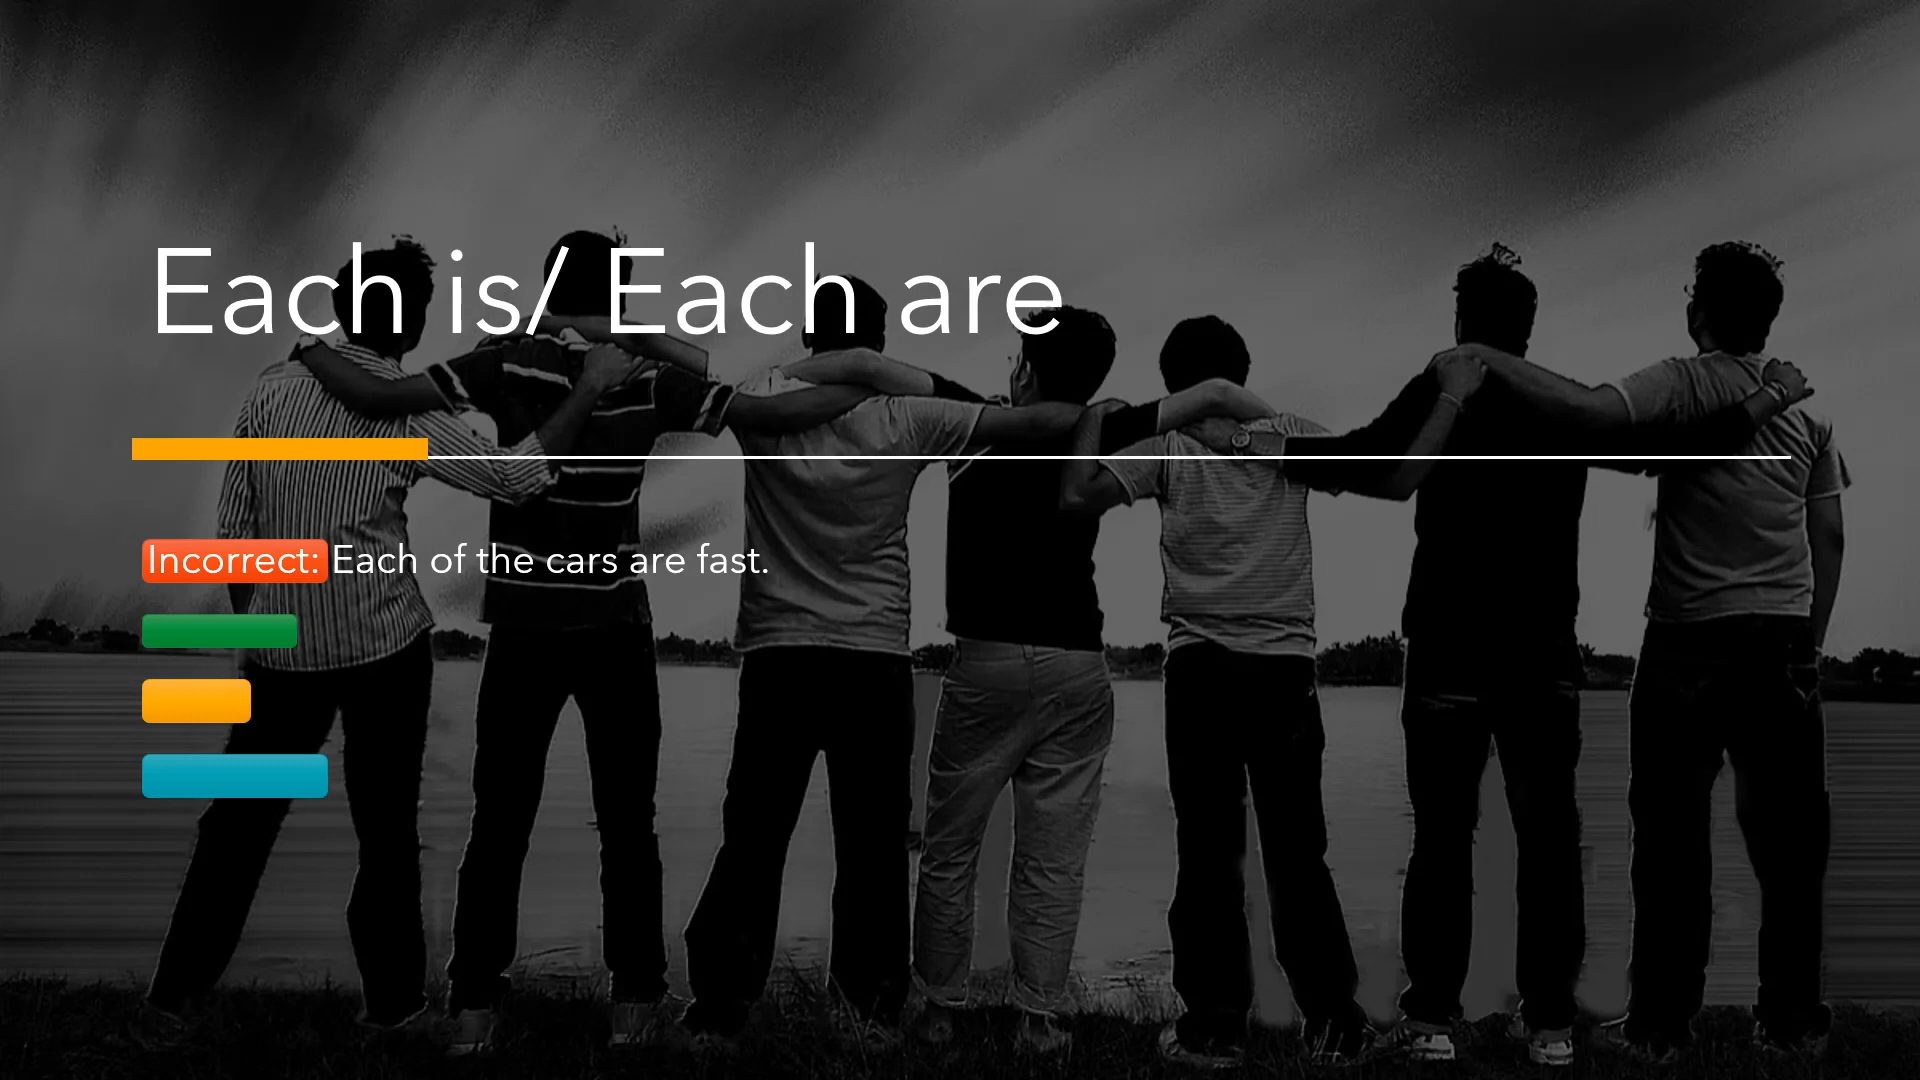 Each is/ Each are
Incorrect: Each of the cars are fast.